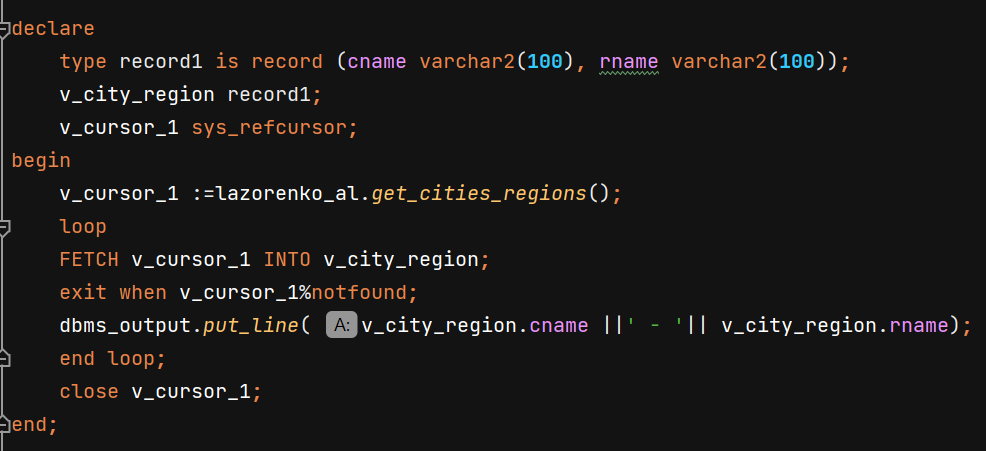 declare
    type record1 is record (cname varchar2(100), rname varchar2(100));
    v_city_region record1;
    v_cursor_1 sys_refcursor;
begin
    v_cursor_1 :=lazorenko_al.get_cities_regions();
    loop
    FETCH v_cursor_1 INTO v_city_region;
    exit when v_cursor_1%notfound;
    dbms_output.put_line( A: v_city_region.cname ||' - '|| v_city_region.rname);
    end loop;
    close v_cursor_1;
end;